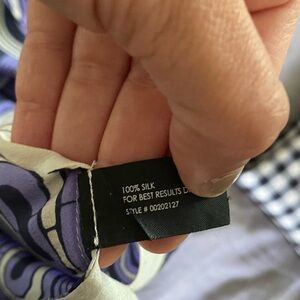 100% SILK
FOR BEST RESULTS D
STYLE # 00202127